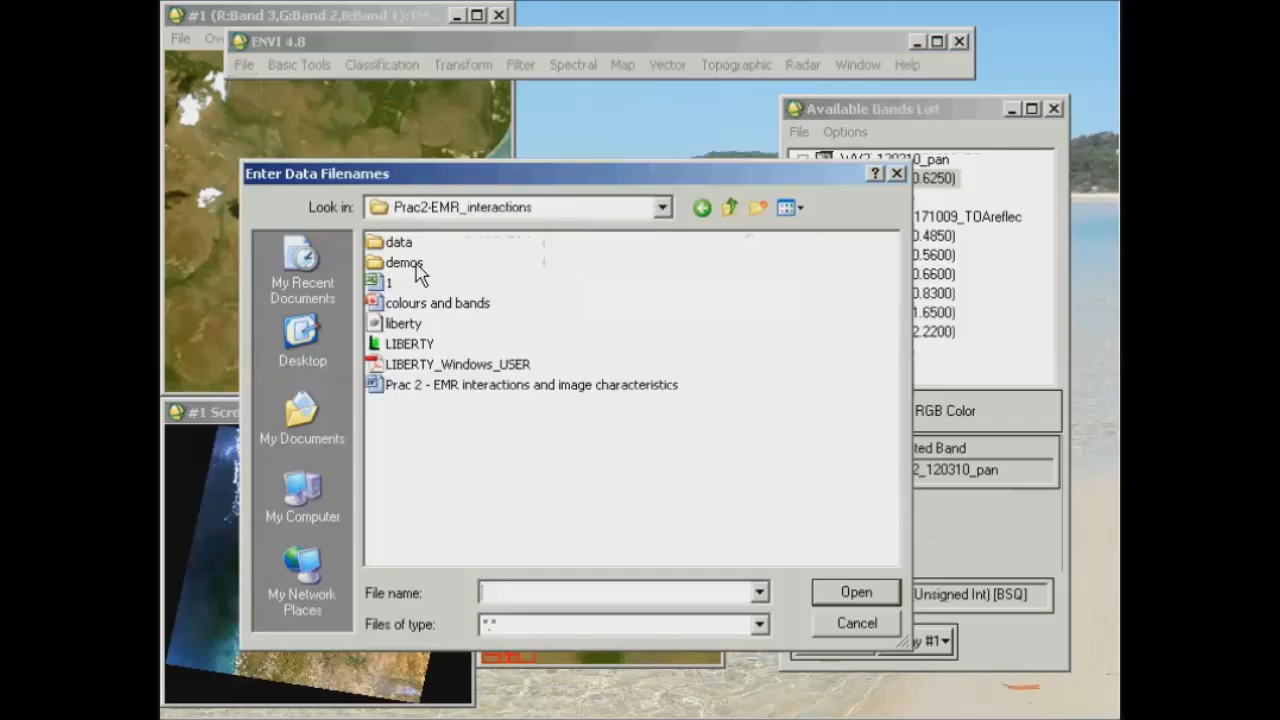 #1 (R:Band 3,G:Band 2,B:Band 1):
File
ENVI 4.8
File Basic Tools Classification Transform Filter Spectral Map Vector Topographic Radar Window Help
Available Bands List
File Options
120310_pan
0.6250)
171009_TOAreflec
0.4850)
0.5600)
0.6600)
0.8300)
1.6500)
2.2200)
RGB Color
ted Band
2_120310_pan
Unsigned Int) [BSQ]
ay #1
#1 Scro
Enter Data Filenames
Look in: Prac2-EMR_interactions
My Recent Documents
Desktop
My Documents
My Computer
My Network Places
data
demos
1
colours and bands
liberty
LIBERTY
LIBERTY_Windows_USER
Prac 2 - EMR interactions and image characteristics
File name:
Open
Files of type: *.*
Cancel